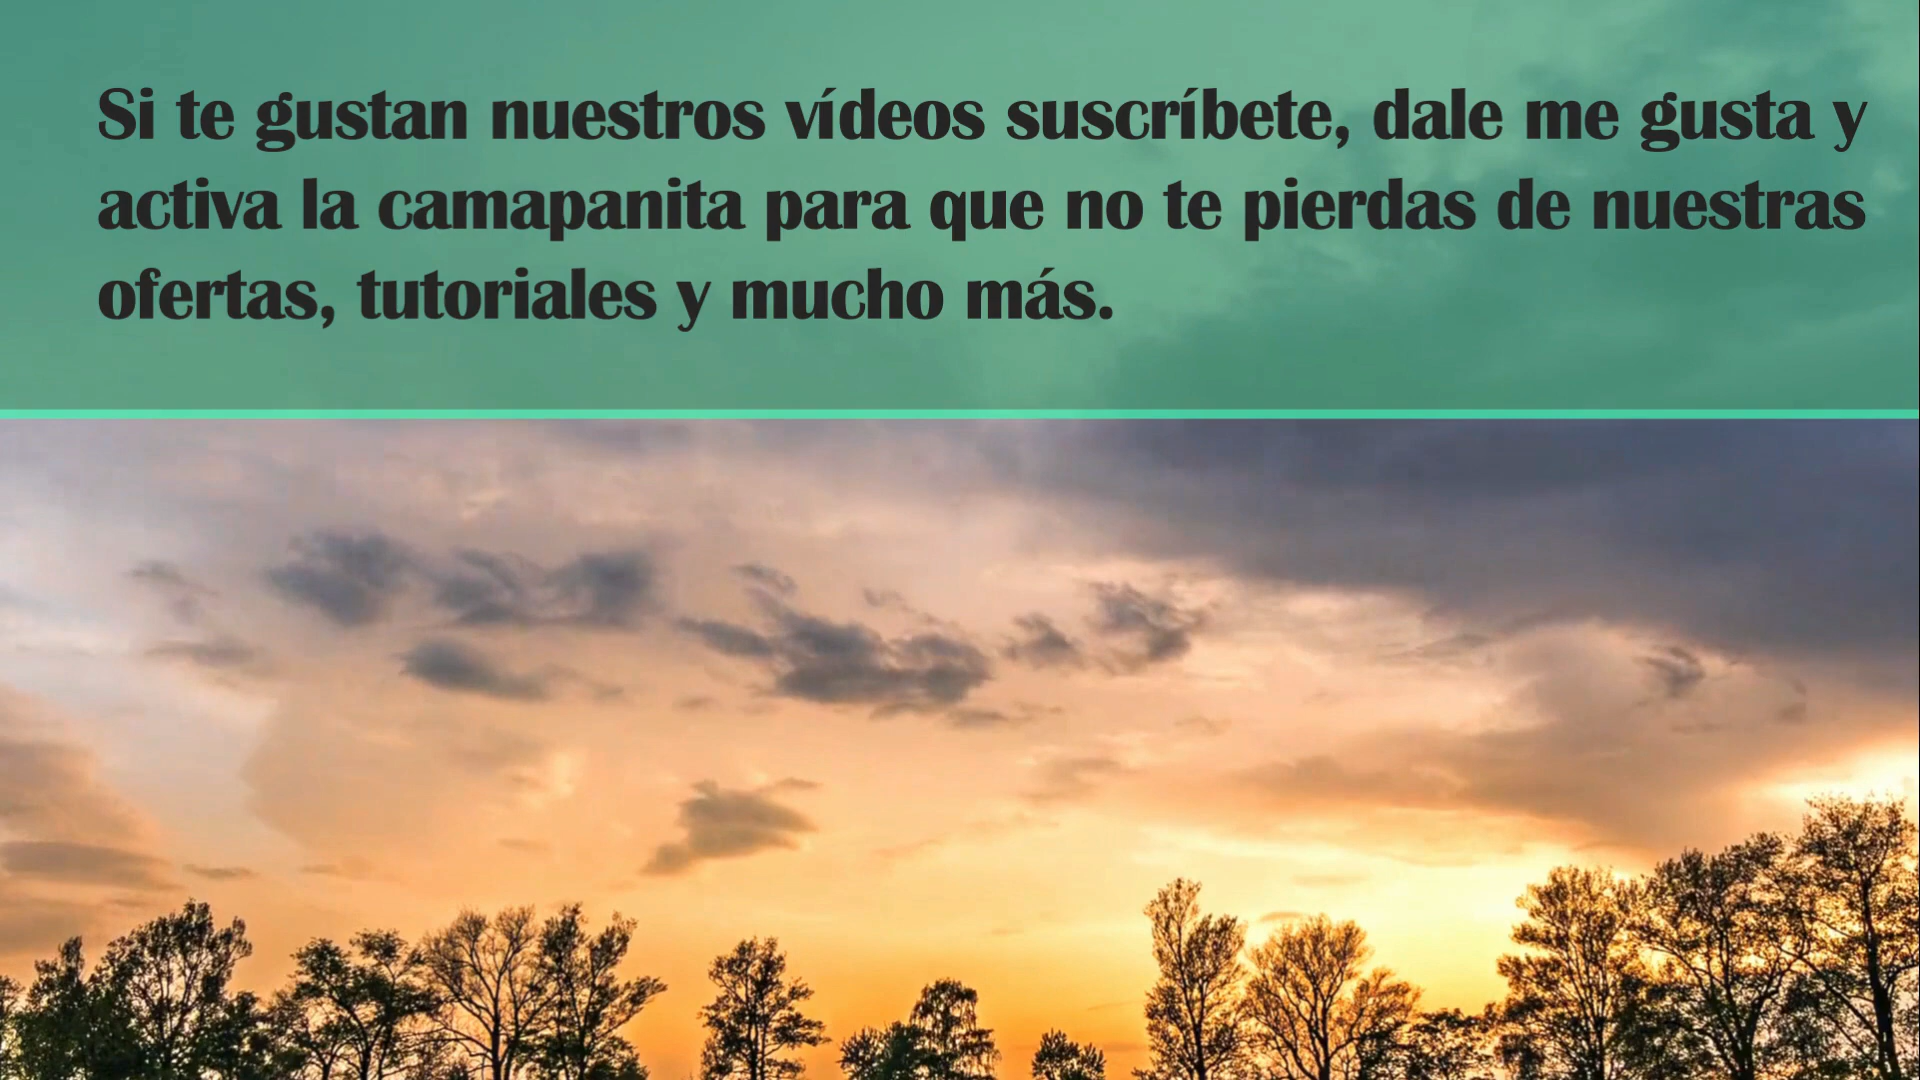 Si te gustan nuestros vídeos suscríbete, dale me gusta y
activa la camapanita para que no te pierdas de nuestras
ofertas, tutoriales y mucho más.